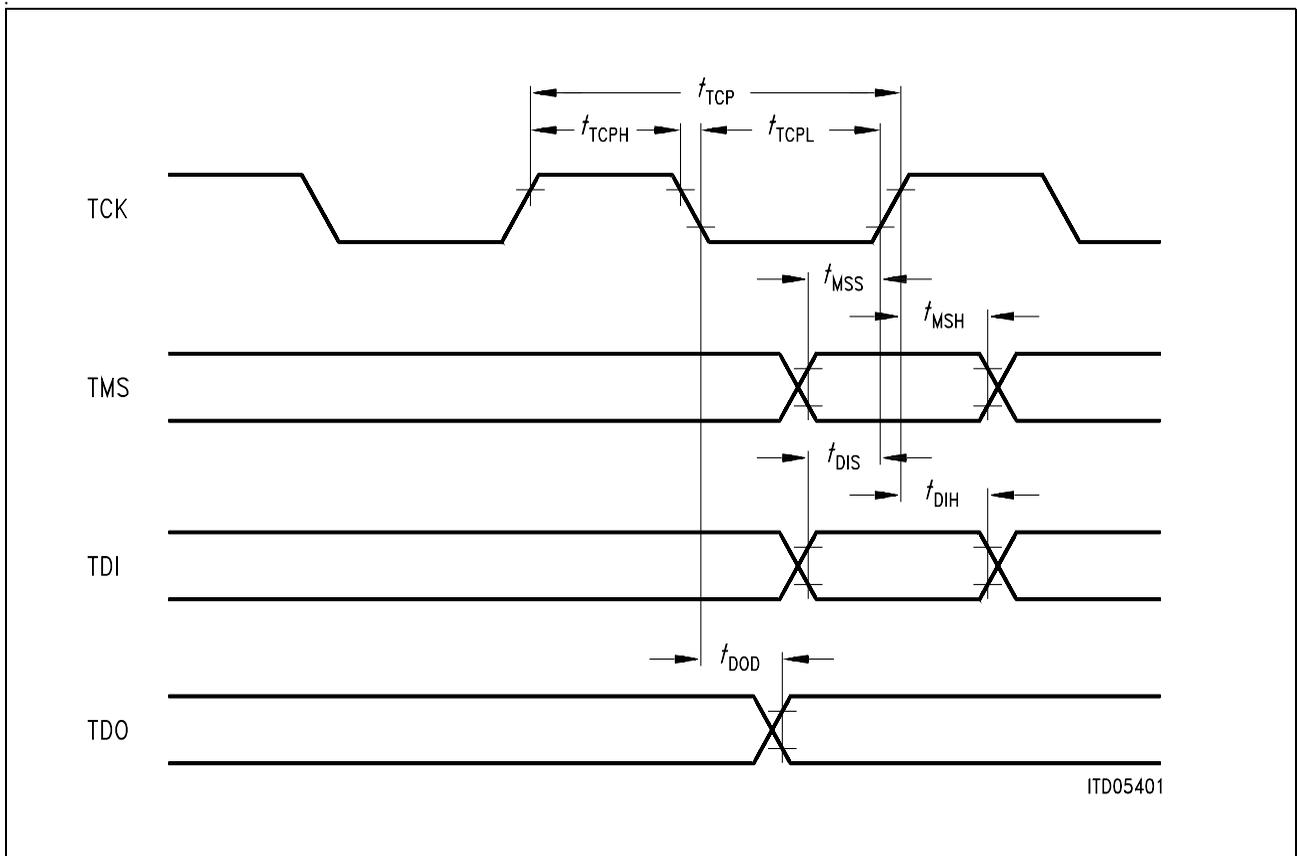 tTCP
tTCPH
tTCPL
TCK
tMSS
tMSH
TMS
tDIS
tDIH
TDI
tDOD
TDO
ITD05401